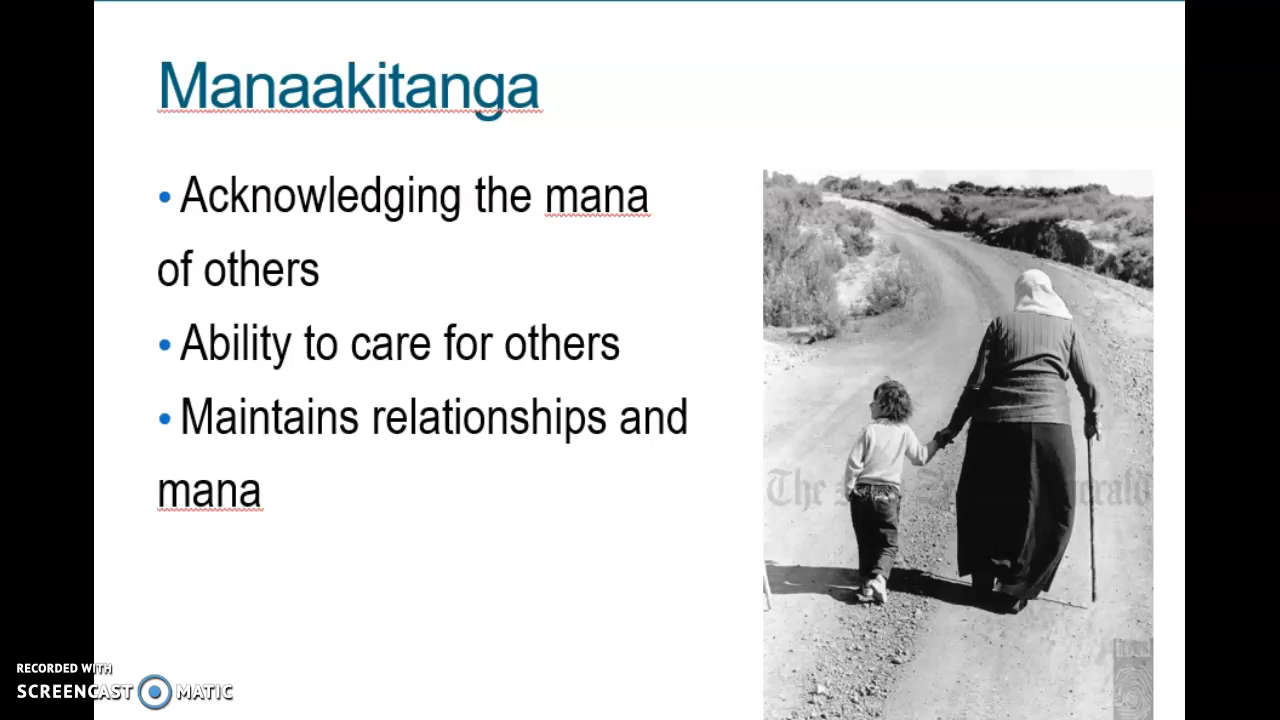 Manaakitanga
• Acknowledging the mana
of others
• Ability to care for others
• Maintains relationships and
mana
The
RECORDED WITH
SCREENCAST MATIC